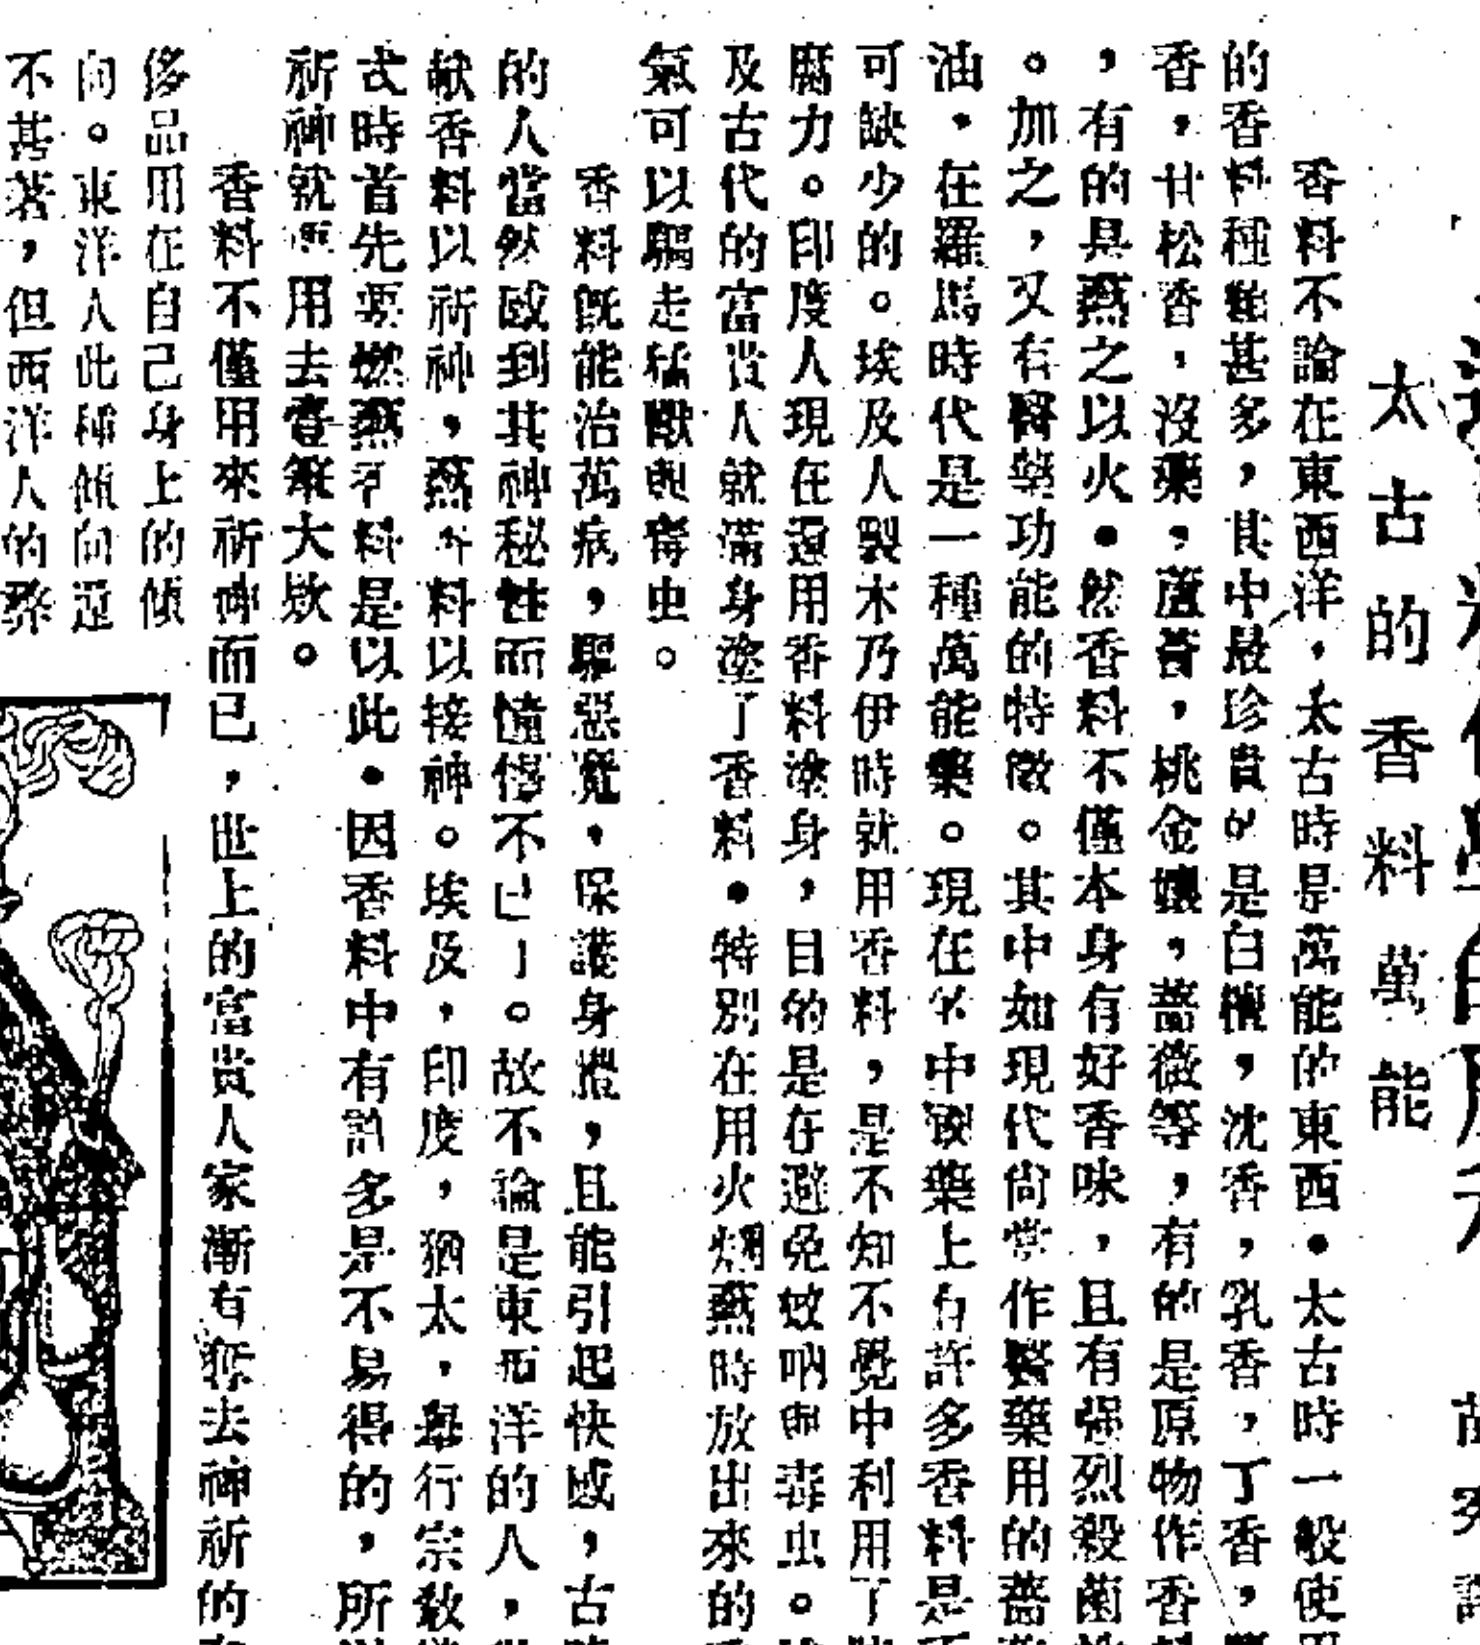 太古的香料萬能
香料不論在東西洋，太古時是萬能的東西。太古時一般使
的香料種類甚多，其中最珍貴的是白檀，沈香，乳香，丁香，
香，甘松香，沒藥，蘆薈，桃金孃，薔薇等，有的是原物作香
，有的是燕之以火。然香料不僅本身有好香味，且有强烈殺菌
。加之，又有醫藥功能的特徵。其中如現代尙當作醫藥用的薔
油，在羅馬時代是一種萬能藥。現在　中國藥上有許多香料是
可缺少的。埃及人製木乃伊時就用香料，是不知不覺中利用了
腐力。印度人現在還用香料塗身，目的是在避免蚊蚋與毒虫。
及古代的富貴人就滿身塗了香料。特別在用火燗燕時放出來的
氣可以驅走猛獸與毒虫。
香料旣能治萬病，驅惡魔，保護身體，且能引起快感，古
的人當然感到其神秘性而憧憬不已了。故不論是東西洋的人，
献香料以祈神，燕香料以接神。埃及，印度，猶太，舉行宗敎
式時首先要燃燕香料是以此。因香料中有許多是不易得的，所
祈神就　用去壹筆大欵。
香料不僅用來祈神而已，世上的富貴人家漸有奪去神祈的
侈品用在自己身上的傾
向。東洋人此種傾向還
不甚著，但西洋人的